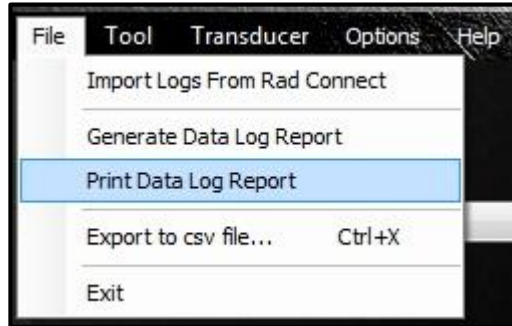 File Tool Transducer Options Help
Import Logs From Rad Connect
Generate Data Log Report
Print Data Log Report
Export to csv file... Ctrl+X
Exit